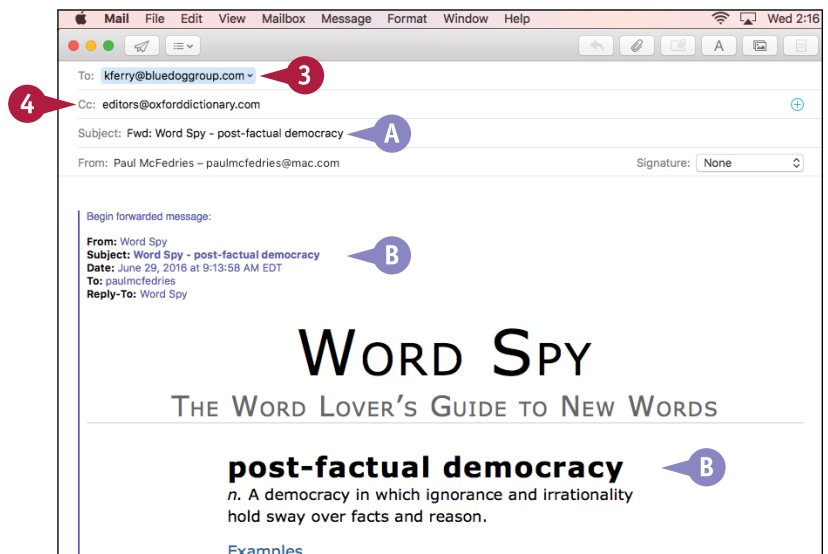 Mail File Edit View Mailbox Message Format Window Help Wed 2:16
A
To: kferry@bluedoggroup.com 3
4 Cc: editors@oxforddictionary.com
Subject: Fwd: Word Spy - post-factual democracy A
From: Paul McFedries – paulmcfedries@mac.com Signature: None
Begin forwarded message:
From: Word Spy
Subject: Word Spy - post-factual democracy B
Date: June 29, 2016 at 9:13:58 AM EDT
To: paulmcfedries
Reply-To: Word Spy
WORD SPY
THE WORD LOVER'S GUIDE TO NEW WORDS
post-factual democracy B
n. A democracy in which ignorance and irrationality
hold sway over facts and reason.
Examples